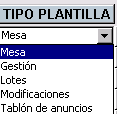 TIPO PLANTILLA
Mesa
Mesa
Gestión
Lotes
Modificaciones
Tablón de anuncios